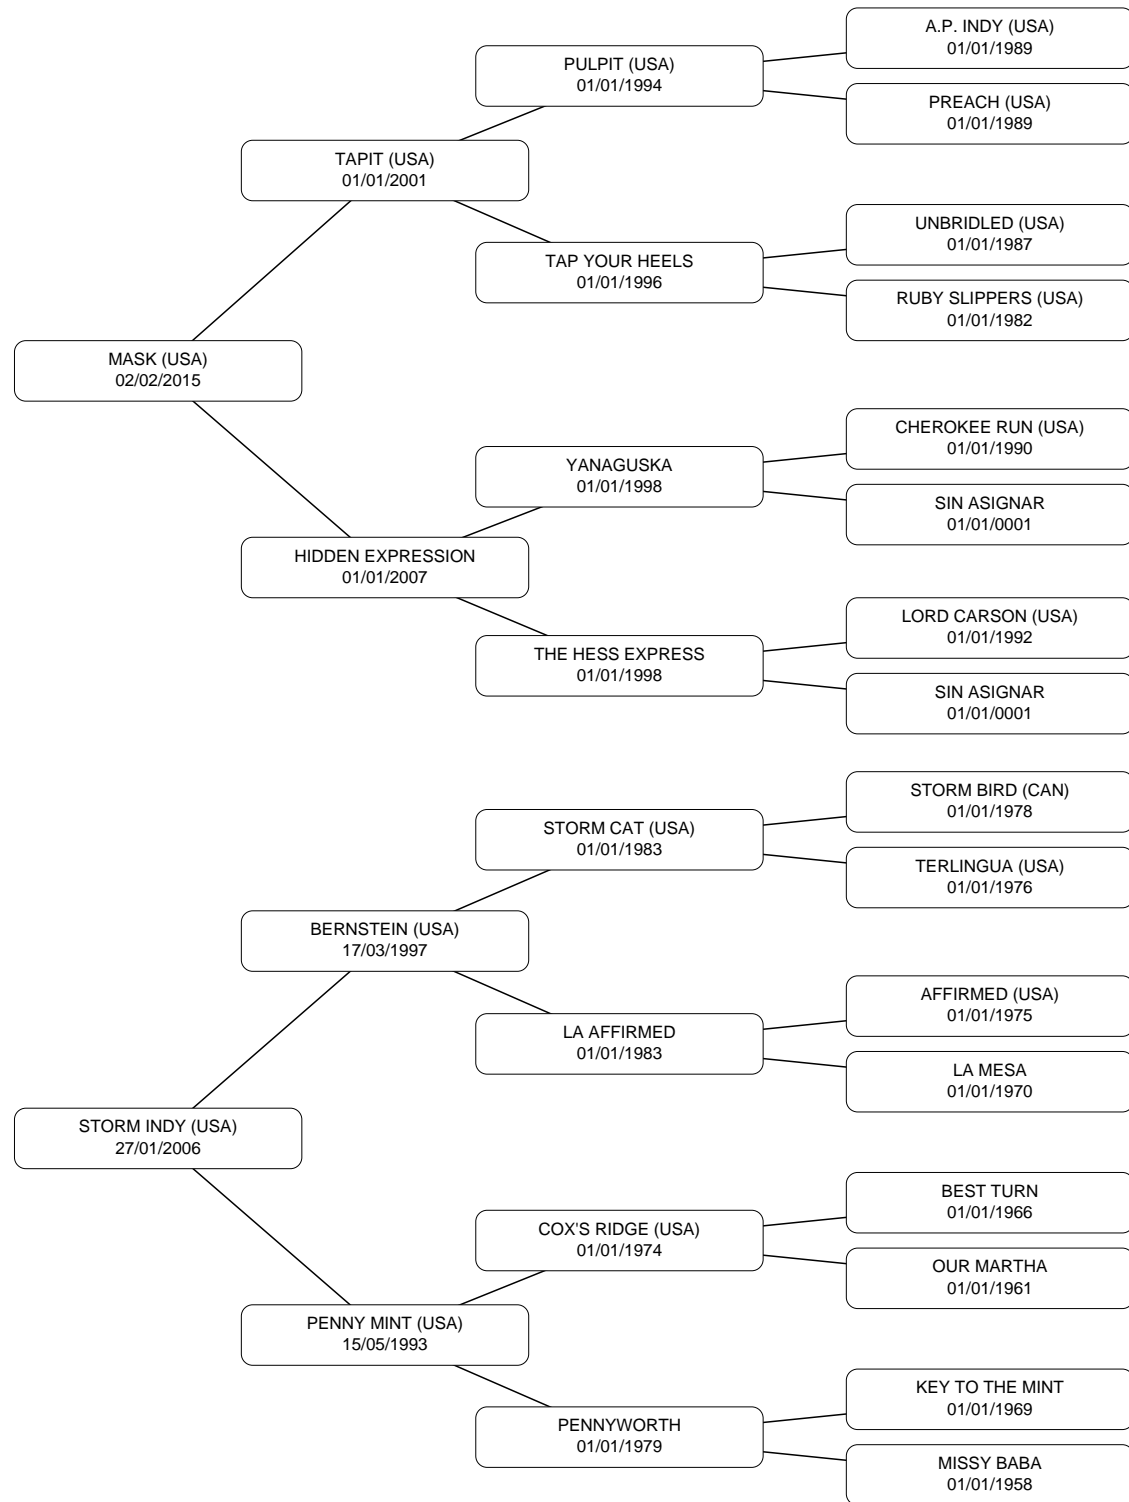 A.P. INDY (USA)
01/01/1989
PULPIT (USA)
01/01/1994
PREACH (USA)
01/01/1989
TAPIT (USA)
01/01/2001
UNBRIDLED (USA)
01/01/1987
TAP YOUR HEELS
01/01/1996
RUBY SLIPPERS (USA)
01/01/1982
MASK (USA)
02/02/2015
CHEROKEE RUN (USA)
01/01/1990
YANAGUSKA
01/01/1998
SIN ASIGNAR
01/01/0001
HIDDEN EXPRESSION
01/01/2007
LORD CARSON (USA)
01/01/1992
THE HESS EXPRESS
01/01/1998
SIN ASIGNAR
01/01/0001
STORM BIRD (CAN)
01/01/1978
STORM CAT (USA)
01/01/1983
TERLINGUA (USA)
01/01/1976
BERNSTEIN (USA)
17/03/1997
AFFIRMED (USA)
01/01/1975
LA AFFIRMED
01/01/1983
LA MESA
01/01/1970
STORM INDY (USA)
27/01/2006
BEST TURN
01/01/1966
COX'S RIDGE (USA)
01/01/1974
OUR MARTHA
01/01/1961
PENNY MINT (USA)
15/05/1993
KEY TO THE MINT
01/01/1969
PENNYWORTH
01/01/1979
MISSY BABA
01/01/1958